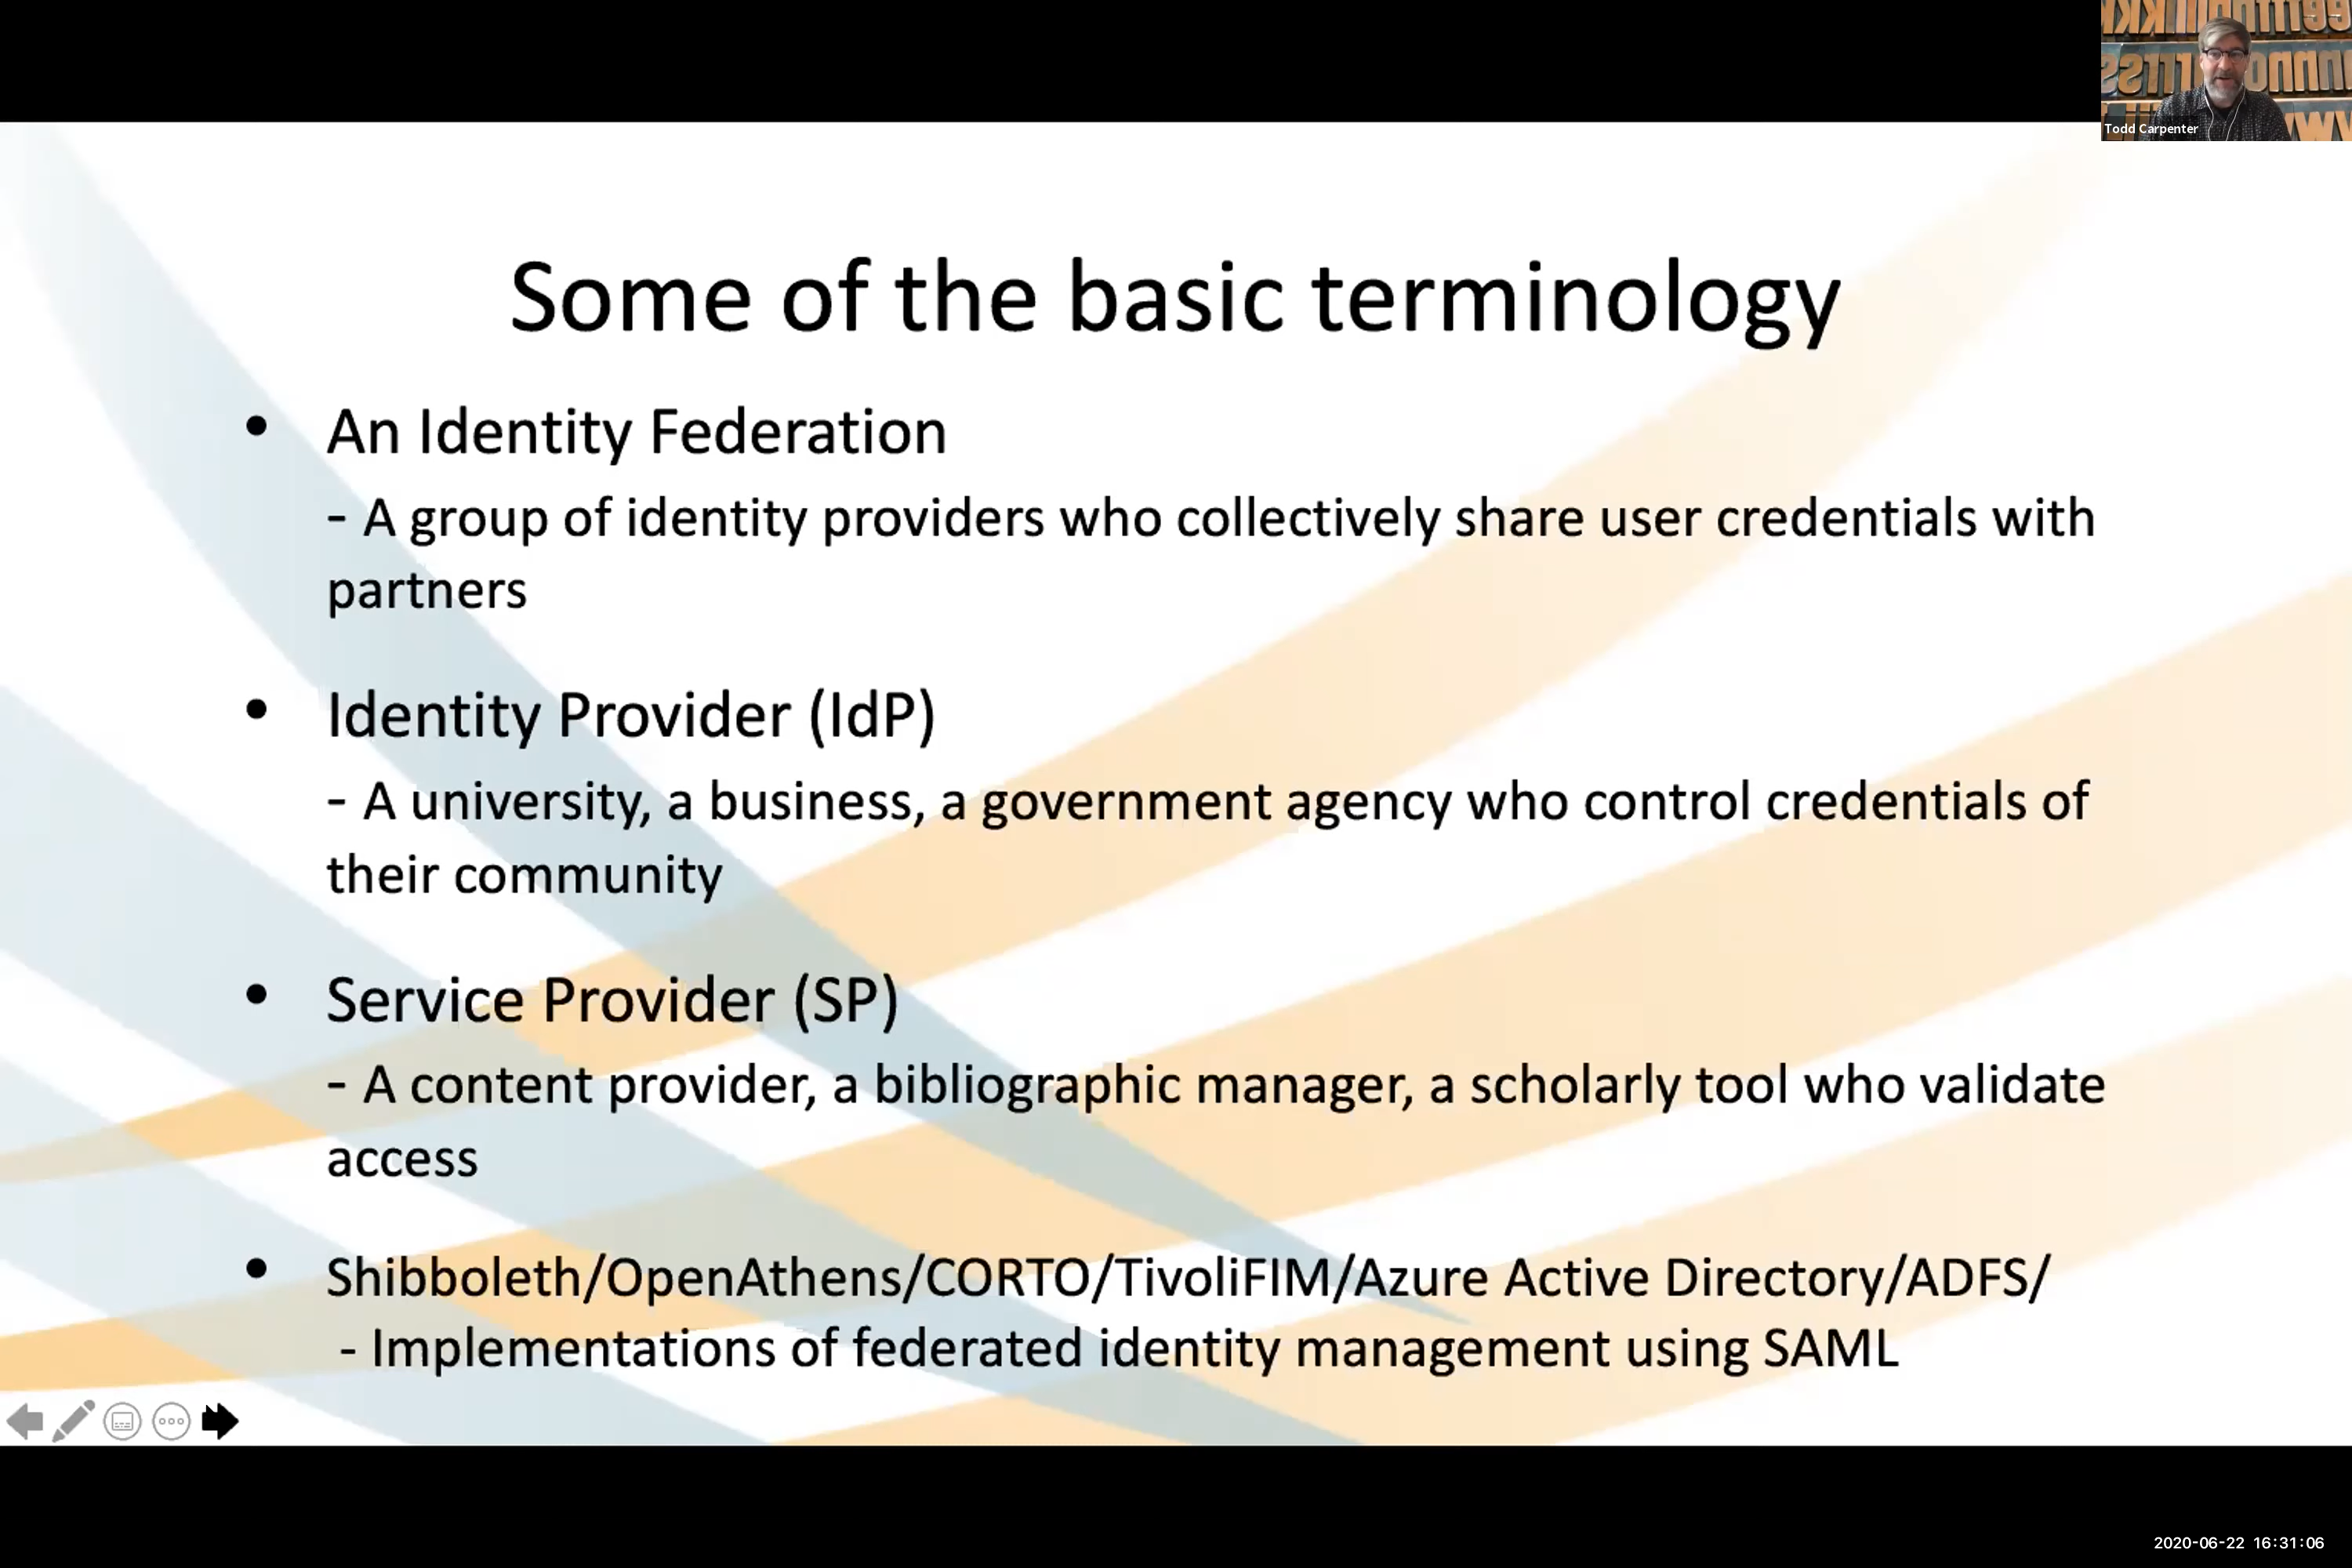 Todd Carpenter
Some of the basic terminology
• An Identity Federation
- A group of identity providers who collectively share user credentials with
partners
• Identity Provider (IdP)
- A university, a business, a government agency who control credentials of
their community
• Service Provider (SP)
- A content provider, a bibliographic manager, a scholarly tool who validate
access
• Shibboleth/OpenAthens/CORTO/TivoliFIM/Azure Active Directory/ADFS/
- Implementations of federated identity management using SAML
2020-06-22 16:31:06